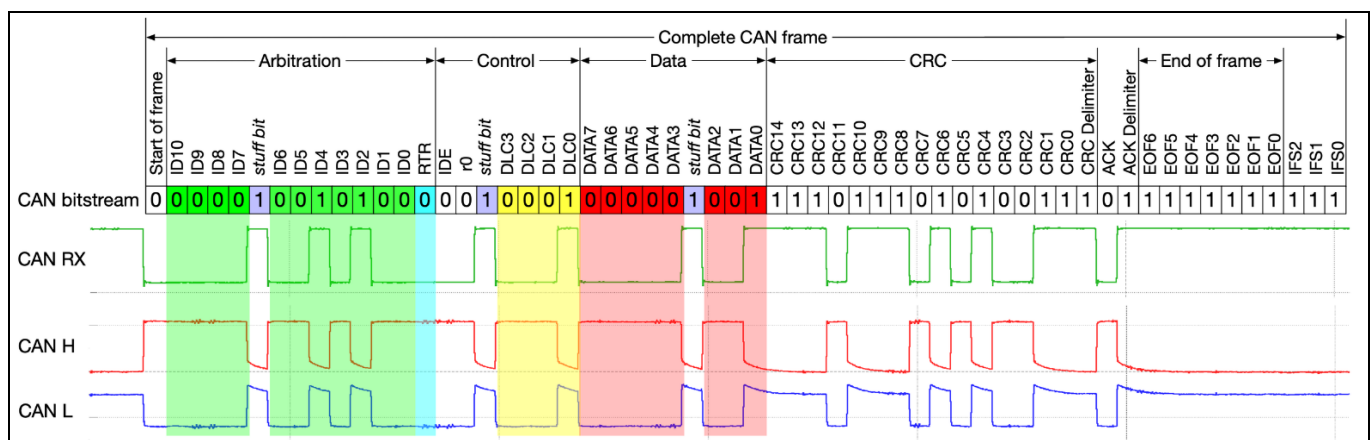 Complete CAN frame
Arbitration
Control
Data
CRC
End of frame
Start of frame
ID10
ID9
ID8
ID7
stuff bit
ID6
ID5
ID4
ID3
ID2
ID1
ID0
RTR
IDE
r0
stuff bit
DLC3
DLC2
DLC1
DLC0
DATA7
DATA6
DATA5
DATA4
DATA3
stuff bit
DATA2
DATA1
DATA0
CRC14
CRC13
CRC12
CRC11
CRC10
CRC9
CRC8
CRC7
CRC6
CRC5
CRC4
CRC3
CRC2
CRC1
CRC0
CRC Delimiter
ACK
ACK Delimiter
EOF6
EOF5
EOF4
EOF3
EOF2
EOF1
EOF0
IFS2
IFS1
IFS0
CAN bitstream 0 0 0 0 0 1 0 0 1 0 1 0 0 0 0 0 1 0 0 0 1 0 0 0 0 0 1 0 0 1 1 1 1 0 1 1 1 0 1 0 1 0 0 1 1 1 0 1 1 1 1 1 1 1 1 1 1 1
CAN RX
CAN H
CAN L